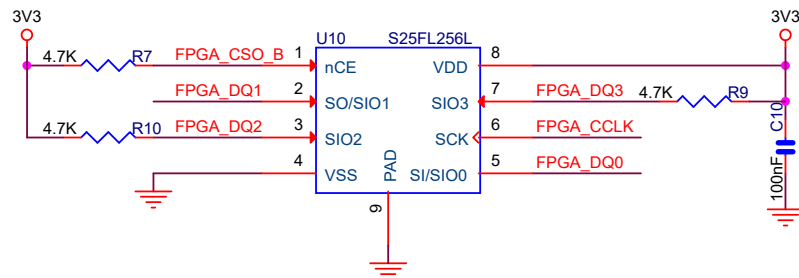 3V3 3V3
U10 S25FL256L
4.7K R7 FPGA_CSO_B 1 nCE VDD 8
FPGA_DQ1 2 SO/SIO1 SIO3 7 FPGA_DQ3 4.7K R9
4.7K R10 FPGA_DQ2 3 SIO2 SCK 6 FPGA_CCLK
4 VSS PAD SI/SIO0 5 FPGA_DQ0
C10
100nF
9